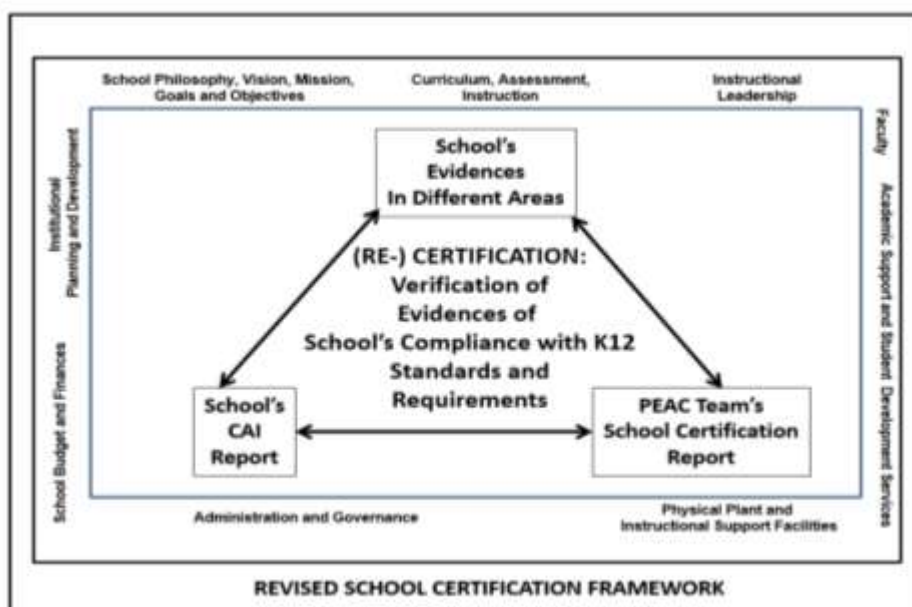 School Philosophy, Vision, Mission,
Goals and Objectives
Curriculum, Assessment,
Instruction
Instructional
Leadership
Institutional
Planning and Development
School Budget and Finances
School's
Evidences
In Different Areas
(RE-) CERTIFICATION:
Verification of
Evidences of
School's Compliance with K12
Standards and
Requirements
School's
CAI
Report
PEAC Team's
School Certification
Report
Faculty
Academic Support and Student Development Services
Administration and Governance
Physical Plant and
Instructional Support Facilities
REVISED SCHOOL CERTIFICATION FRAMEWORK